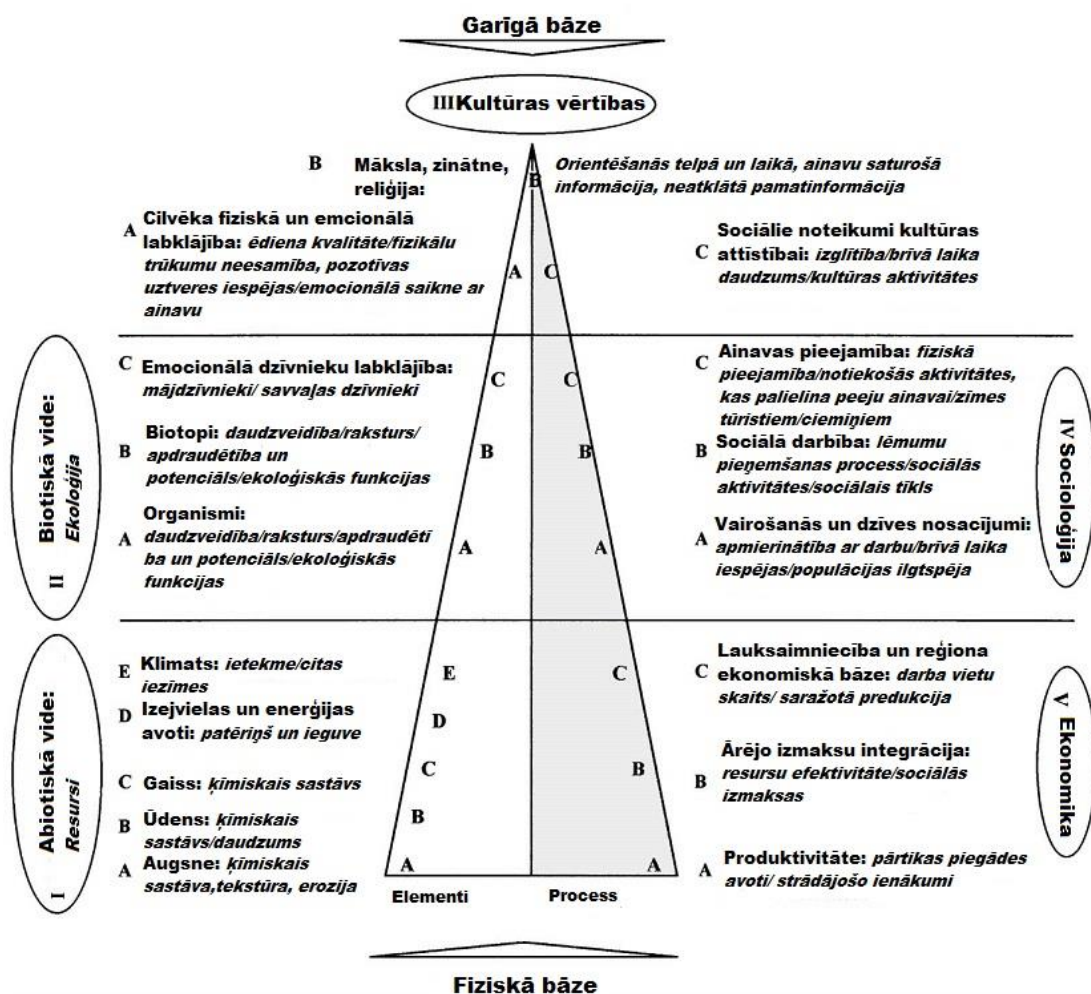 Garīgā bāze
III Kultūras vērtības
B Māksla, zinātne,
reliģija:
B
Orientēšanās telpā un laikā, ainavu saturošā
informācija, neatklātā pamatinformācija
A Cilvēka fiziskā un emcionālā
labklājība: ēdiena kvalitāte/fizikālu
trūkumu neesamība, pozotīvas
uztveres iespējas/emocionālā saikne ar
ainavu
A C
C Sociālie noteikumi kultūras
attīstībai: izglītība/brīvā laika
daudzums/kultūras aktivitātes
II Biotiskā vide:
Ekoloģija
C Emocionālā dzīvnieku labklājība:
mājdzīvnieki/ savvaļas dzīvnieki
B Biotopi: daudzveidība/raksturs/
apdraudētība un
potenciāls/ekoloģiskās funkcijas
A Organismi:
daudzveidība/raksturs/apdraudētī
ba un potenciāls/ekoloģiskās
funkcijas
C C
B B
A A
C Ainavas pieejamība: fiziskā
pieejamība/notiekošās aktivitātes,
kas palielina peeju ainavai/zīmes
tūristiem/ciemiņiem
B Sociālā darbība: lēmumu
pieņemšanas process/sociālās
aktivitātes/sociālais tīkls
A Vairošanās un dzīves nosacījumi:
apmierinātība ar darbu/brīvā laika
iespējas/populācijas ilgtspēja
IV Socioloģija
I Abiotiskā vide:
Resursi
E Klimats: ietekme/citas
iezīmes
D Izejvielas un enerģijas
avoti: patēriņš un ieguve
C Gaiss: ķīmiskais sastāvs
B Ūdens: ķīmiskais
sastāvs/daudzums
A Augsne: ķīmiskais
sastāva,tekstūra, erozija
E C
D
C B
B
A A
Elementi Process
C Lauksaimniecība un reģiona
ekonomiskā bāze: darba vietu
skaits/ saražotā predukcija
B Ārējo izmaksu integrācija:
resursu efektivitāte/sociālās
izmaksas
A Produktivitāte: pārtikas piegādes
avoti/ strādājošo ienākumi
V Ekonomika
Fiziskā bāze